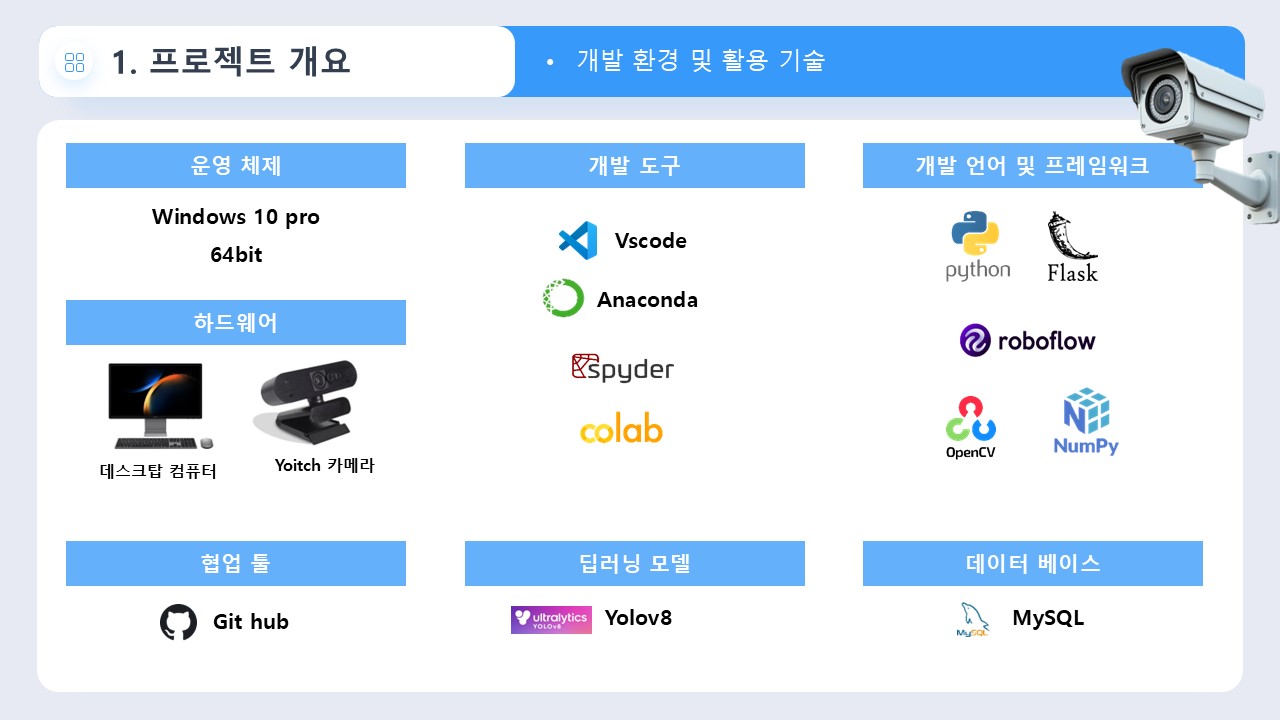 1. 프로젝트 개요
• 개발 환경 및 활용 기술
운영 체제
Windows 10 pro
64bit
하드웨어
데스크탑 컴퓨터
Yoitch 카메라
개발 도구
Vscode
Anaconda
spyder
colab
개발 언어 및 프레임워크
python
Flask
roboflow
OpenCV
NumPy
협업 툴
Git hub
딥러닝 모델
ultralytics
YOLOv8
Yolov8
데이터 베이스
MySQL
MySQL